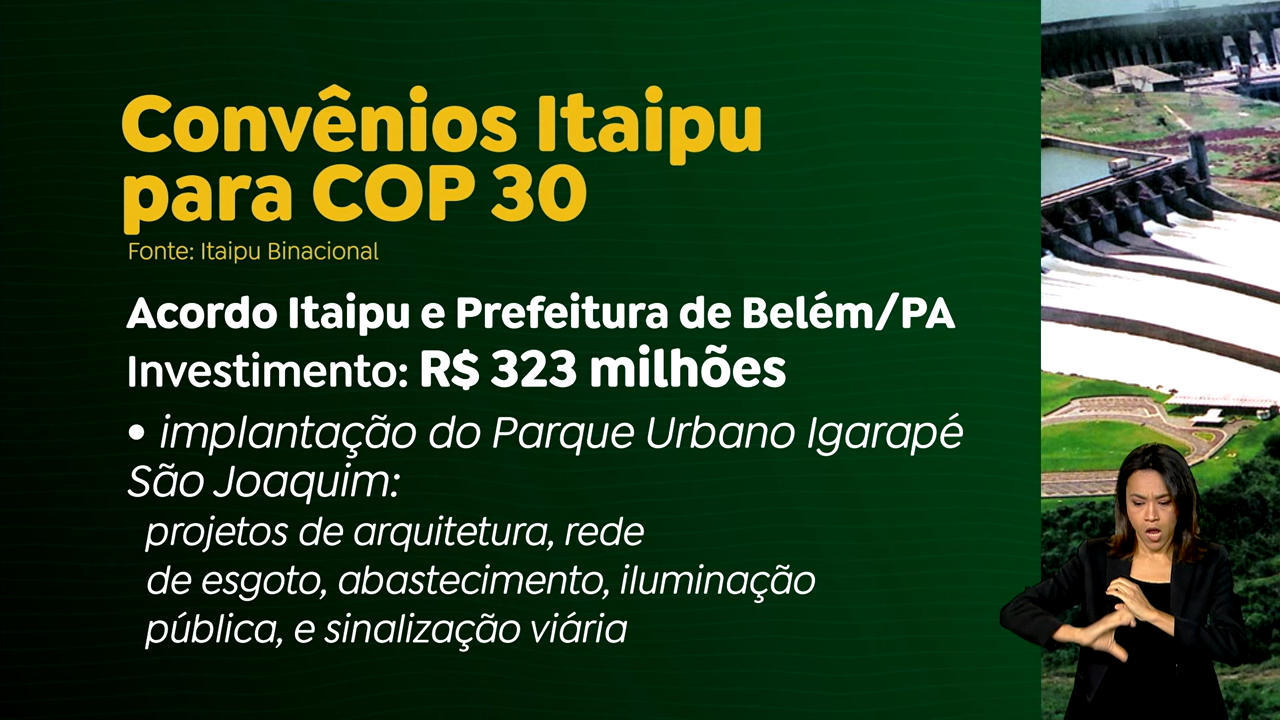 Convênios Itaipu
para COP 30
Fonte: Itaipu Binacional
Acordo Itaipu e Prefeitura de Belém/PA
Investimento: R$ 323 milhões
• implantação do Parque Urbano Igarapé
São Joaquim:
projetos de arquitetura, rede
de esgoto, abastecimento, iluminação
pública, e sinalização viária